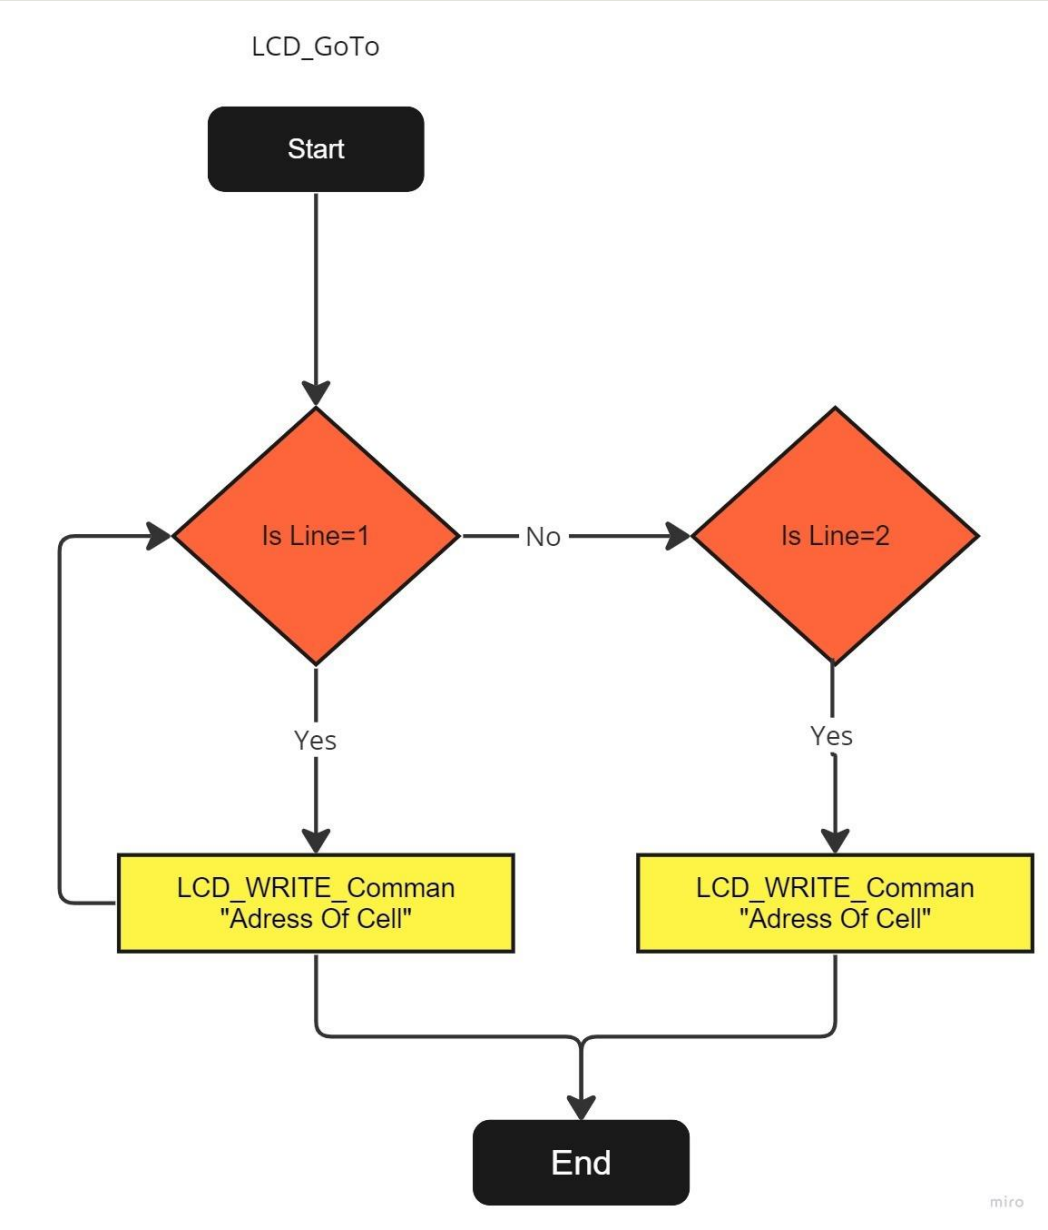 LCD_GoTo
Start
Is Line=1
No
Is Line=2
Yes
Yes
LCD_WRITE_Comman
"Adress Of Cell"
LCD_WRITE_Comman
"Adress Of Cell"
End
miro